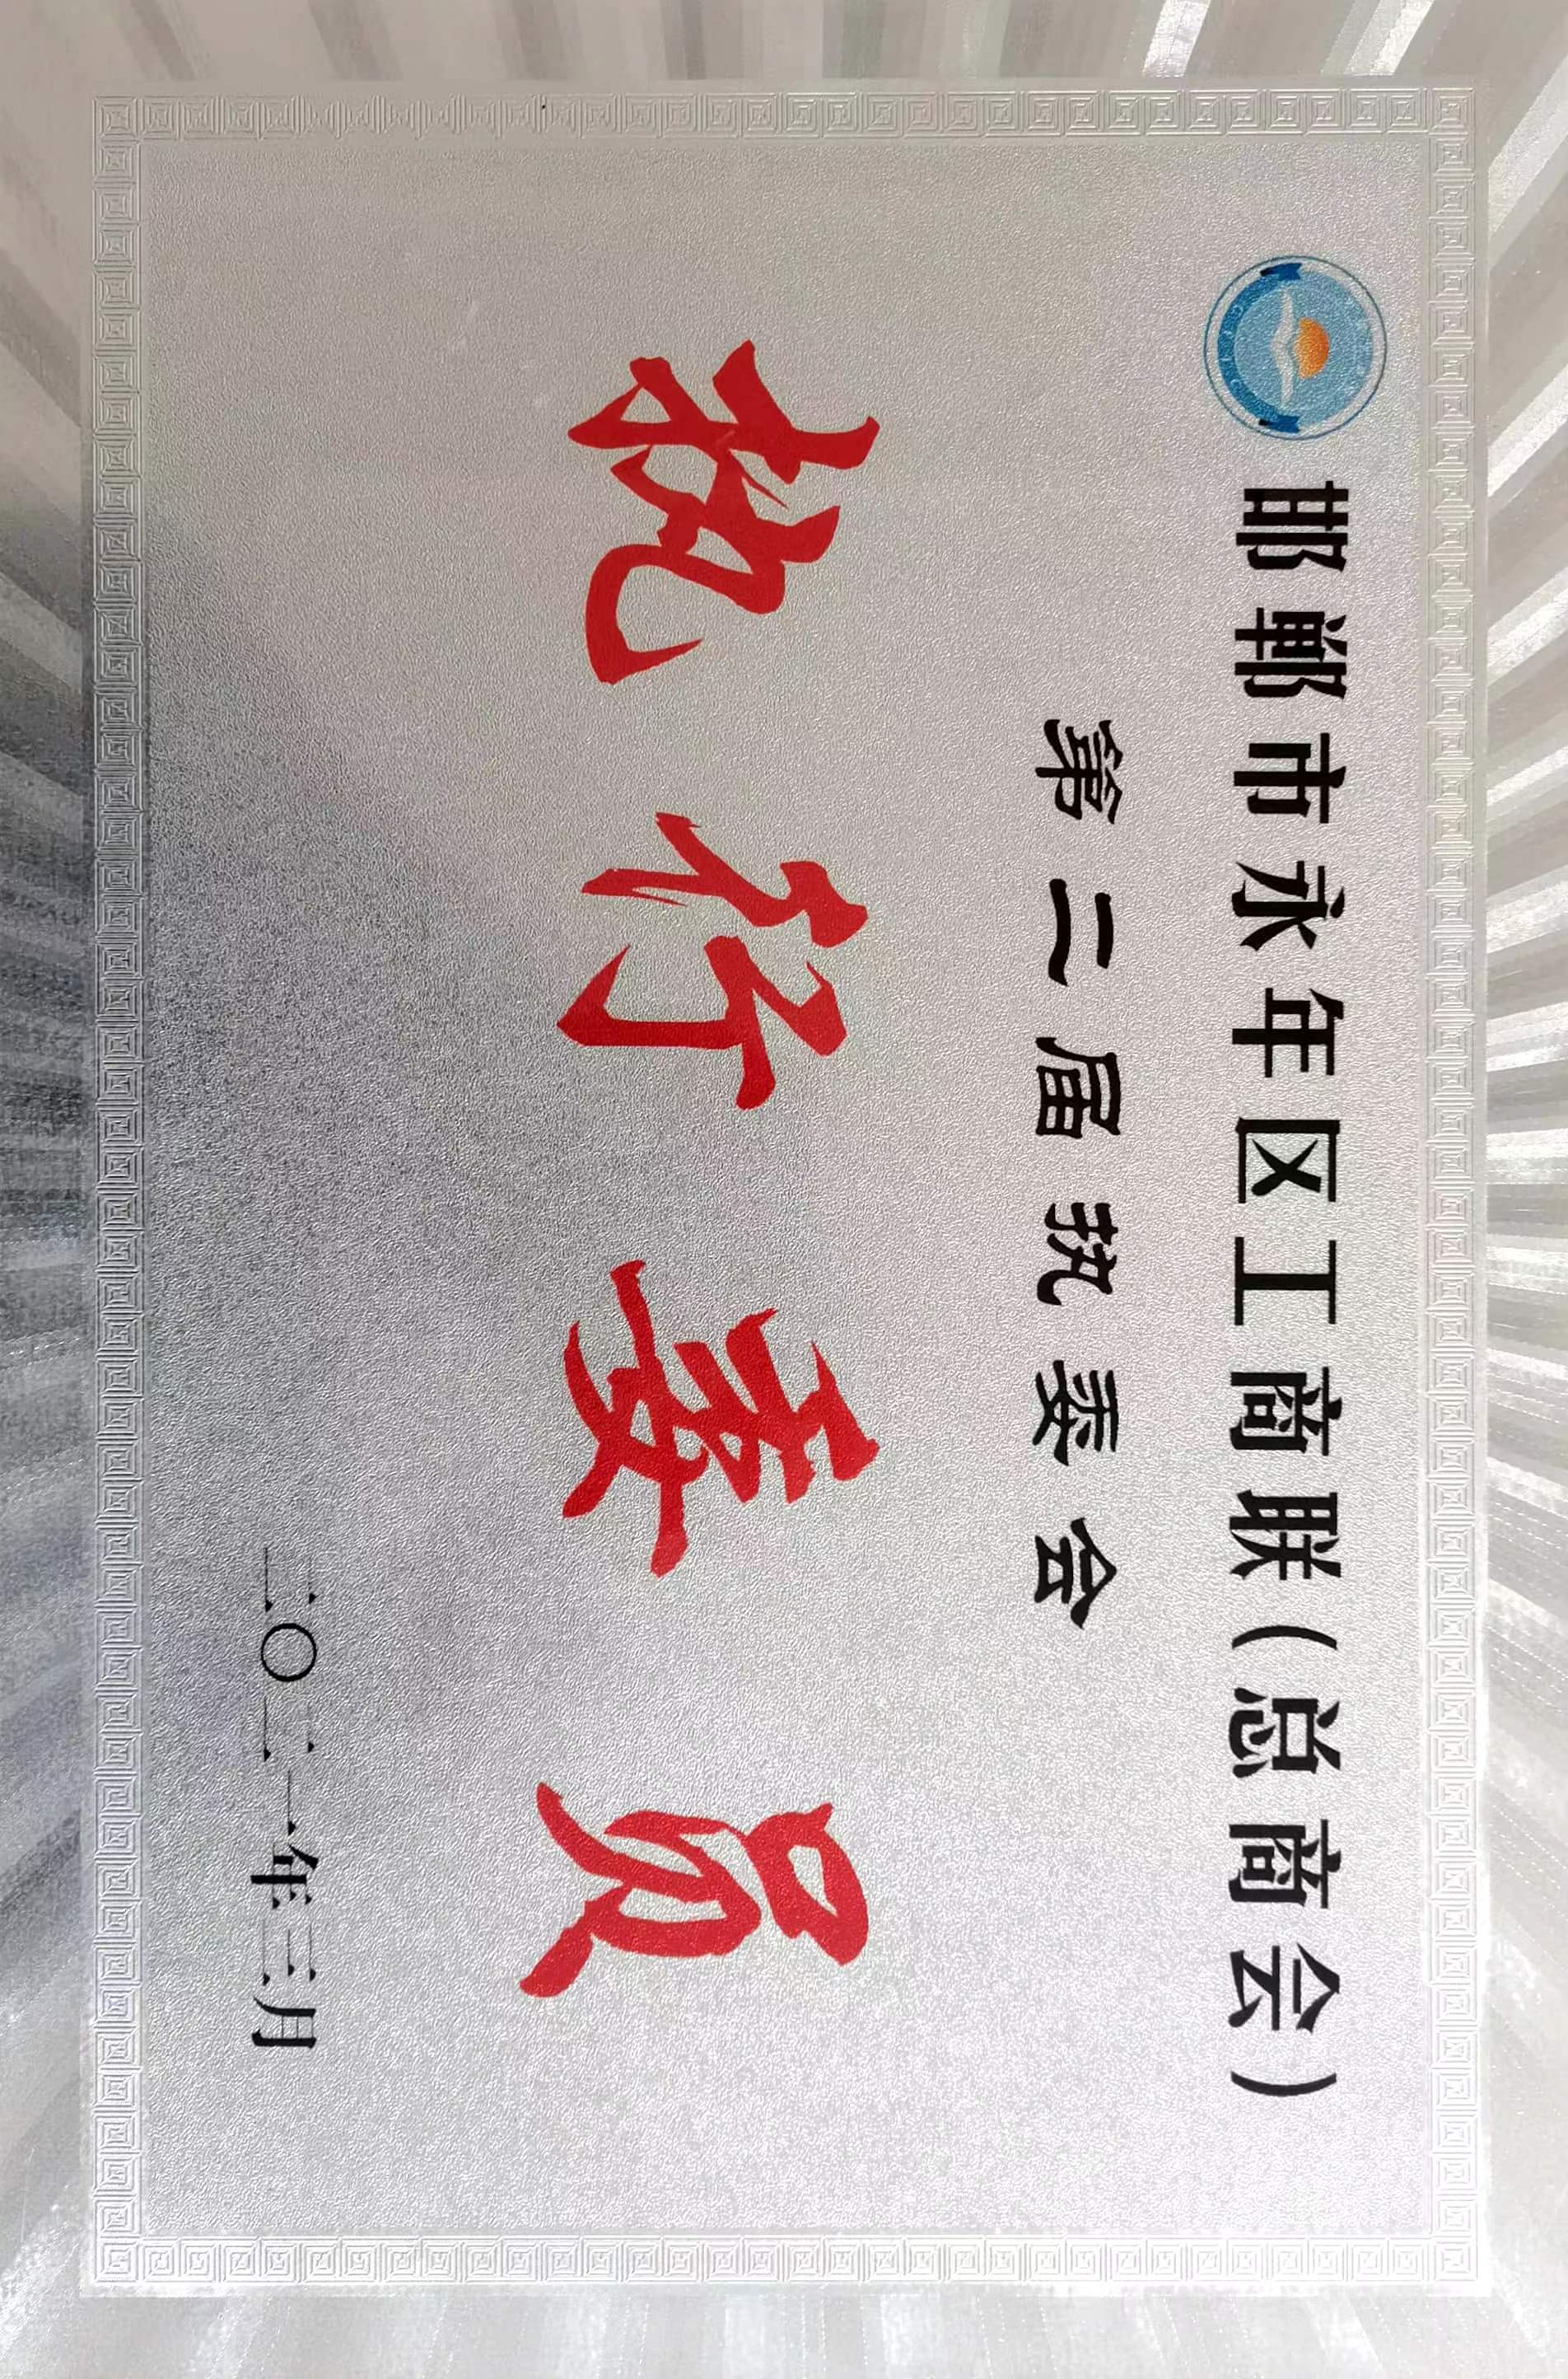 邯郸市永年区工商联(总商会)
第二届执委会
执行委员
二〇二一年三月